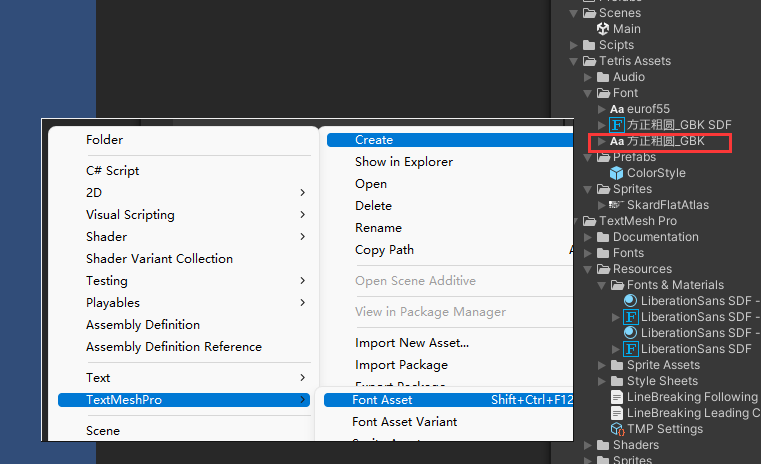 Folder
C# Script
2D
Visual Scripting
Shader
Shader Variant Collection
Testing
Playables
Assembly Definition
Assembly Definition Reference
Text
TextMeshPro
Scene
Create
Show in Explorer
Open
Delete
Rename
Copy Path
Open Scene Additive
View in Package Manager
Import New Asset...
Import Package
Export Package
Font Asset Shift+Ctrl+F12
Font Asset Variant
Scenes
Main
Scipts
Tetris Assets
Audio
Font
Aa eurof55
F 方正粗圆_GBK SDF
Aa 方正粗圆_GBK
Prefabs
ColorStyle
Sprites
SkardFlatAtlas
TextMesh Pro
Documentation
Fonts
Resources
Fonts & Materials
LiberationSans SDF -
F LiberationSans SDF -
LiberationSans SDF -
F LiberationSans SDF
Sprite Assets
Style Sheets
LineBreaking Following
LineBreaking Leading C
TMP Settings
Shaders
Sprites